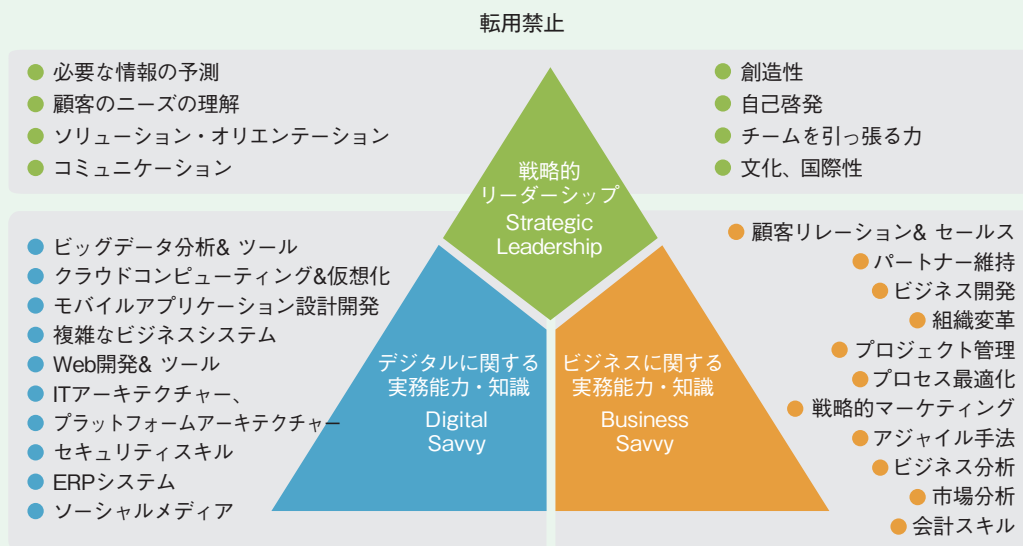 転用禁止
● 必要な情報の予測
● 顧客のニーズの理解
● ソリューション・オリエンテーション
● コミュニケーション
● 創造性
● 自己啓発
● チームを引っ張る力
● 文化、国際性
戦略的
リーダーシップ
Strategic
Leadership
● ビッグデータ分析& ツール
● クラウドコンピューティング&仮想化
● モバイルアプリケーション設計開発
● 複雑なビジネスシステム
● Web開発& ツール
● ITアーキテクチャー、
● プラットフォームアーキテクチャー
● セキュリティスキル
● ERPシステム
● ソーシャルメディア
デジタルに関する
実務能力・知識
Digital
Savvy
ビジネスに関する
実務能力・知識
Business
Savvy
● 顧客リレーション& セールス
● パートナー維持
● ビジネス開発
● 組織変革
● プロジェクト管理
● プロセス最適化
● 戦略的マーケティング
● アジャイル手法
● ビジネス分析
● 市場分析
● 会計スキル